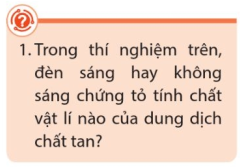 1. Trong thí nghiệm trên,
đèn sáng hay không
sáng chứng tỏ tính chất
vật lí nào của dung dịch
chất tan?